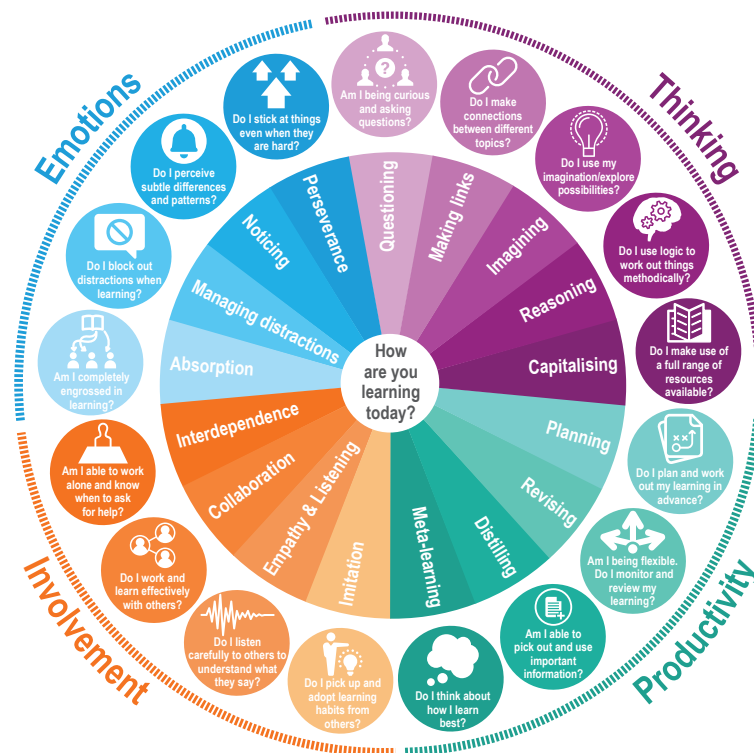 Emotions
Thinking
Productivity
Involvement
How
are you
learning
today?
Questioning
Making links
Imagining
Reasoning
Capitalising
Planning
Revising
Distilling
Meta-learning
Imitation
Empathy & Listening
Collaboration
Interdependence
Absorption
Managing distractions
Noticing
Perseverance
?
Am I being curious
and asking
questions?
Do I make
connections
between different
topics?
Do I use my
imagination/explore
possibilities?
Do I use logic to
work out things
methodically?
Do I make use of
a full range of
resources
available?
Do I plan and work
out my learning in
advance?
Am I being flexible.
Do I monitor and
review my
learning?
Am I able to
pick out and use
important
information?
Do I think about
how I learn
best?
Do I pick up and
adopt learning
habits from
others?
Do I listen
carefully to others to
understand what
they say?
Do I work and
learn effectively
with others?
Am I able to work
alone and know
when to ask
for help?
Am I completely
engrossed in
learning?
Do I block out
distractions when
learning?
Do I perceive
subtle differences
and patterns?
Do I stick at things
even when they
are hard?